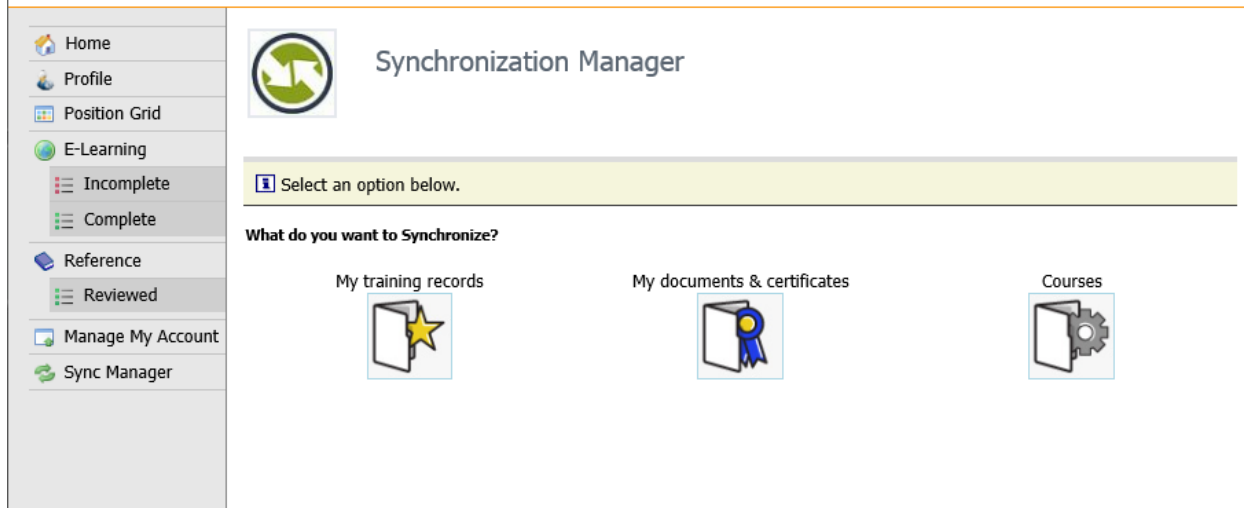 Home
Profile
Position Grid
E-Learning
Incomplete
Complete
Reference
Reviewed
Manage My Account
Sync Manager
Synchronization Manager
Select an option below.
What do you want to Synchronize?
My training records
My documents & certificates
Courses